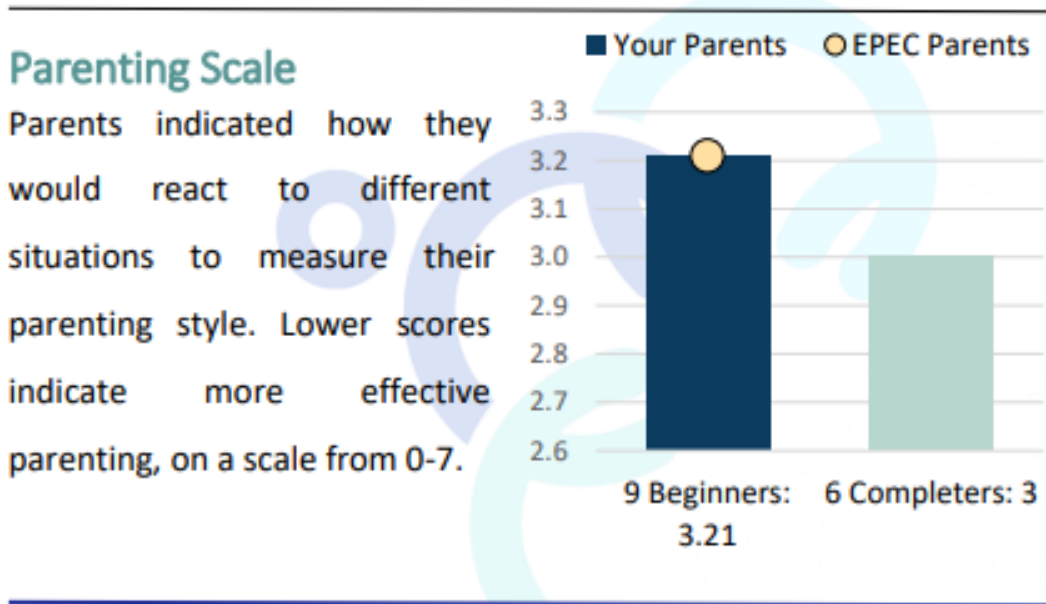 Parenting Scale
Parents indicated how they
would react to different
situations to measure their
parenting style. Lower scores
indicate more effective
parenting, on a scale from 0-7.
Your Parents EPEC Parents
3.3
3.2
3.1
3.0
2.9
2.8
2.7
2.6
9 Beginners: 6 Completers: 3
3.21